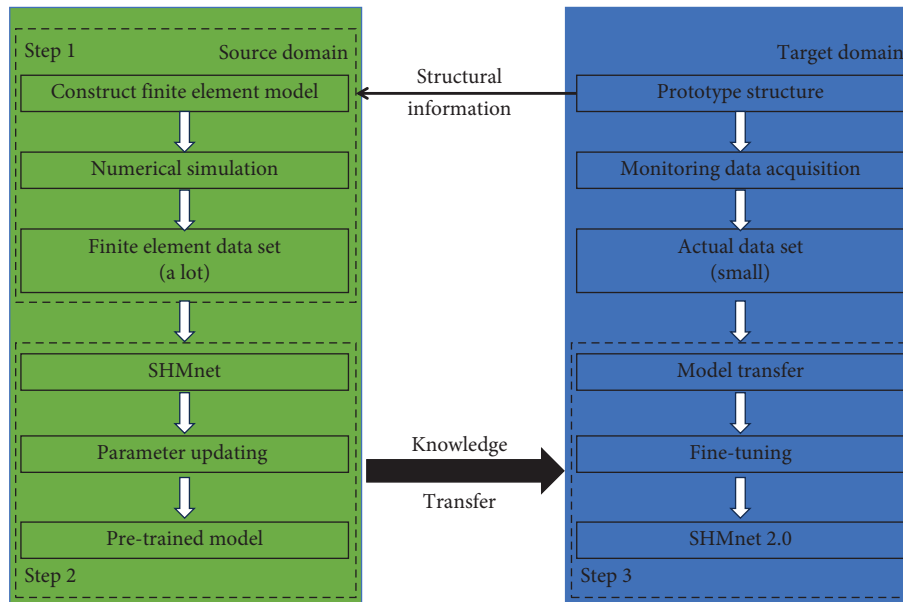 Step 1
Source domain
Construct finite element model
Numerical simulation
Finite element data set
(a lot)
SHMnet
Parameter updating
Pre-trained model
Step 2
Structural
information
Knowledge
Transfer
Target domain
Prototype structure
Monitoring data acquisition
Actual data set
(small)
Model transfer
Fine-tuning
SHMnet 2.0
Step 3